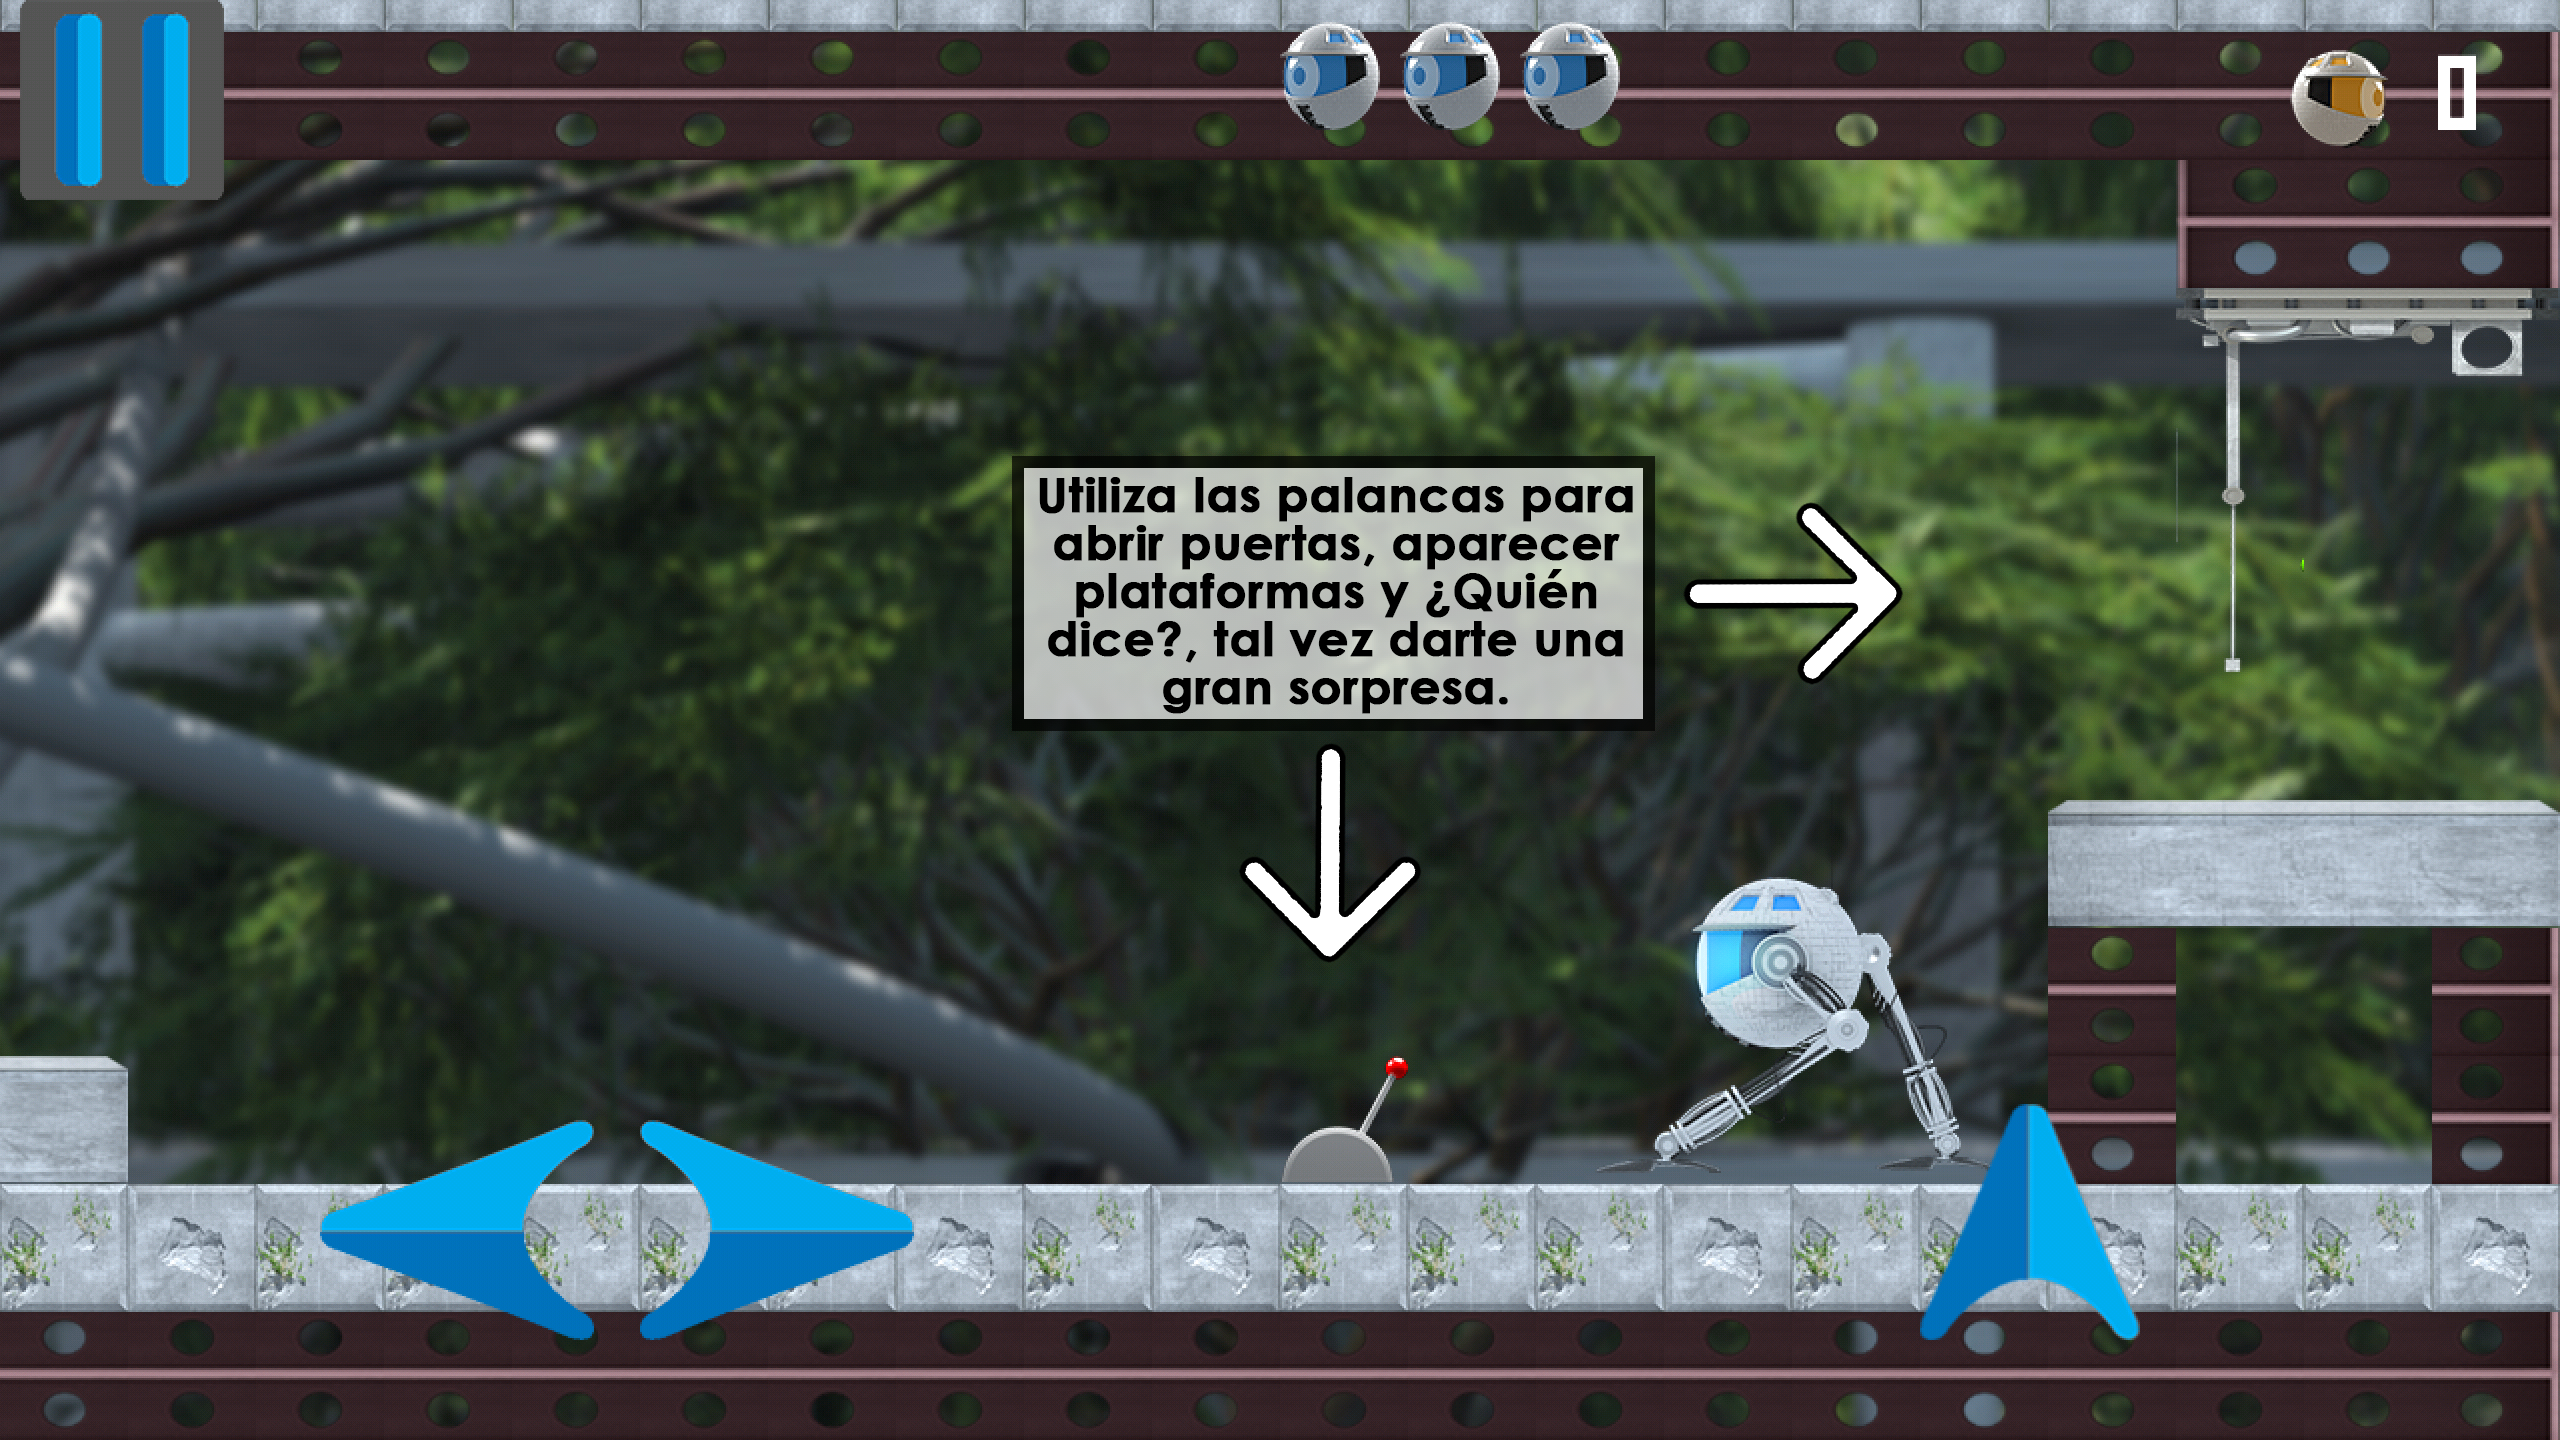 0
Utiliza las palancas para
abrir puertas, aparecer
plataformas y ¿Quién
dice?, tal vez darte una
gran sorpresa.